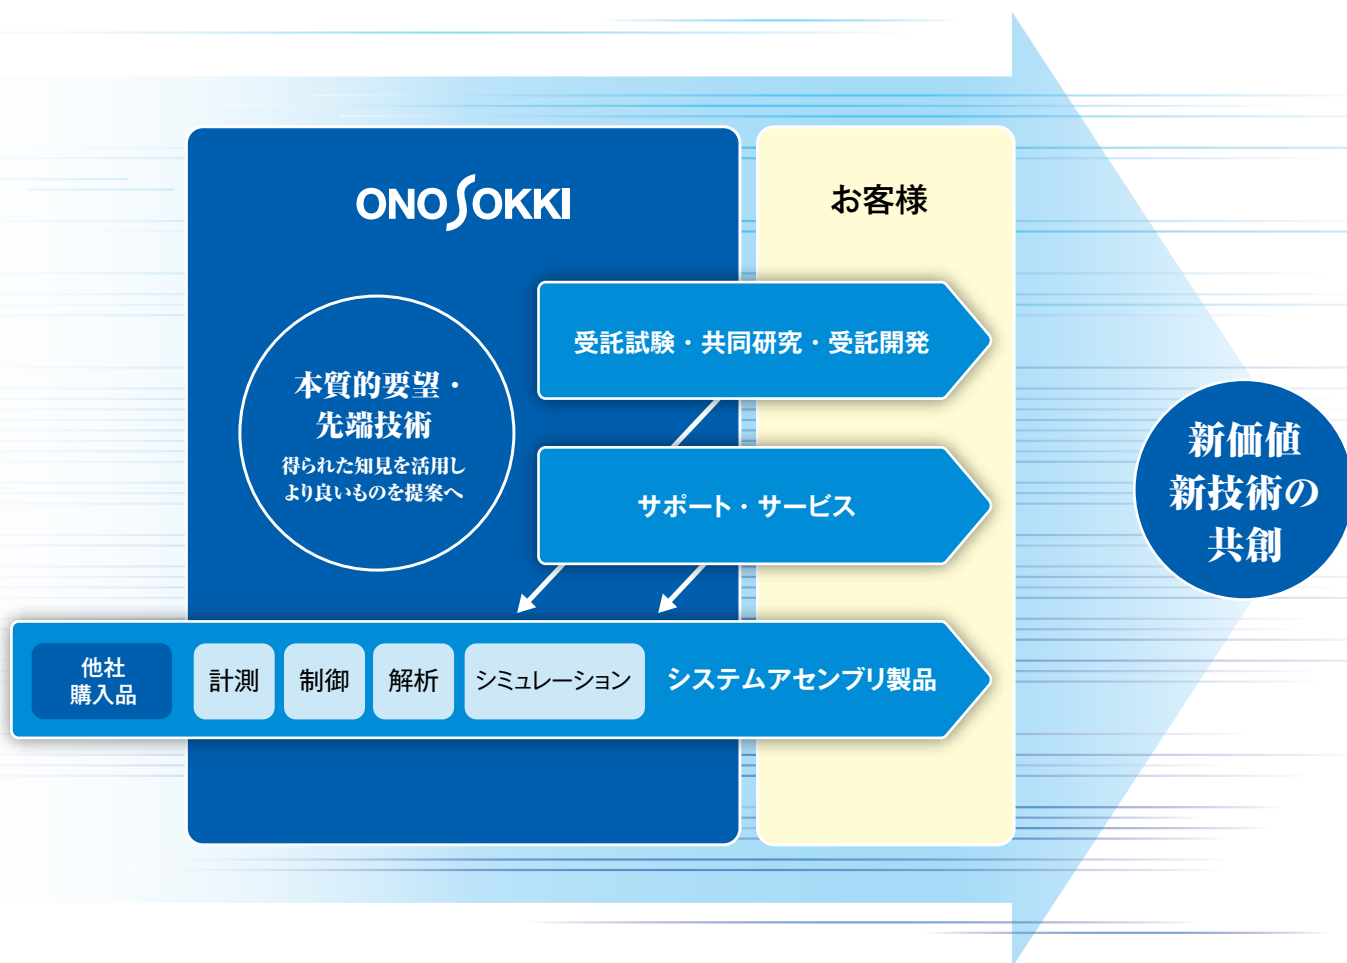 ONO SOKKI
お客様
受託試験・共同研究・受託開発
本質的要望・
先端技術
得られた知見を活用し
より良いものを提案へ
サポート・サービス
新価値
新技術の
共創
他社
購入品
計測
制御
解析
シミュレーション
システムアセンブリ製品